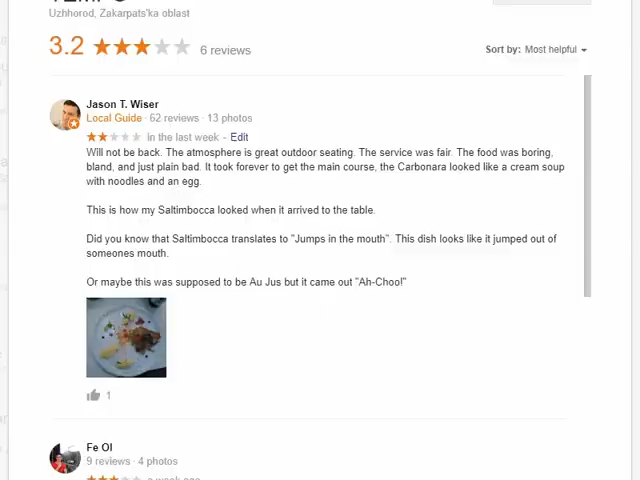 Uzhhorod, Zakarpats'ka oblast
3.2
6 reviews
Sort by: Most helpful
Jason T. Wiser
Local Guide · 62 reviews · 13 photos
in the last week - Edit
Will not be back. The atmosphere is great outdoor seating. The service was fair. The food was boring,
bland, and just plain bad. It took forever to get the main course, the Carbonara looked like a cream soup
with noodles and an egg.
This is how my Saltimbocca looked when it arrived to the table.
Did you know that Saltimbocca translates to "Jumps in the mouth". This dish looks like it jumped out of
someones mouth.
Or maybe this was supposed to be Au Jus but it came out "Ah-Choo!"
1
Fe Ol
9 reviews · 4 photos
a week ago